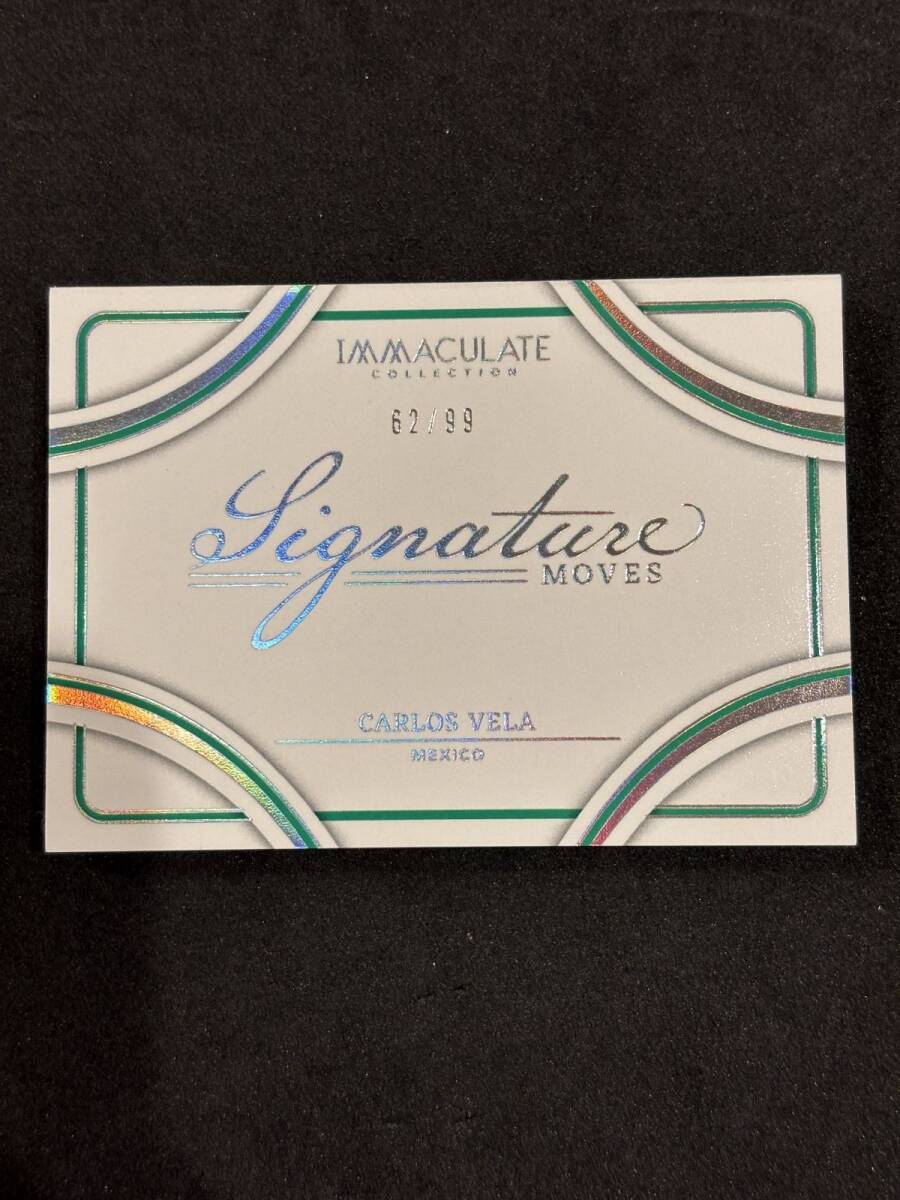 IMMACULATE
COLLECTION
62/99
Signature
MOVES
CARLOS VELA
MEXICO